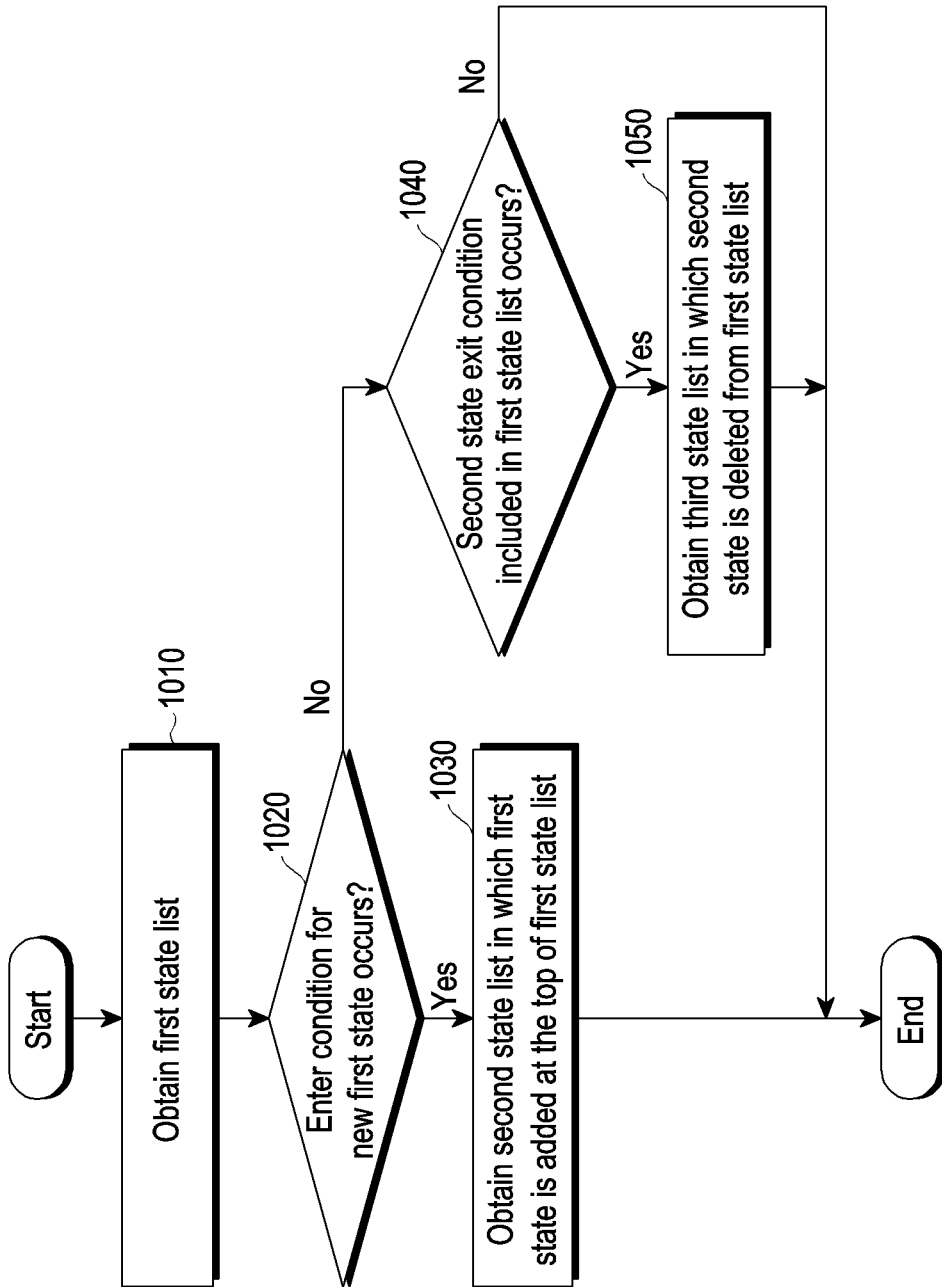 Start
Obtain first state list
1010
Enter condition for
new first state occurs?
1020
No
Yes
Obtain second state list in which first
state is added at the top of first state list
1030
Second state exit condition
included in first state list occurs?
1040
No
Yes
Obtain third state list in which second
state is deleted from first state list
1050
End